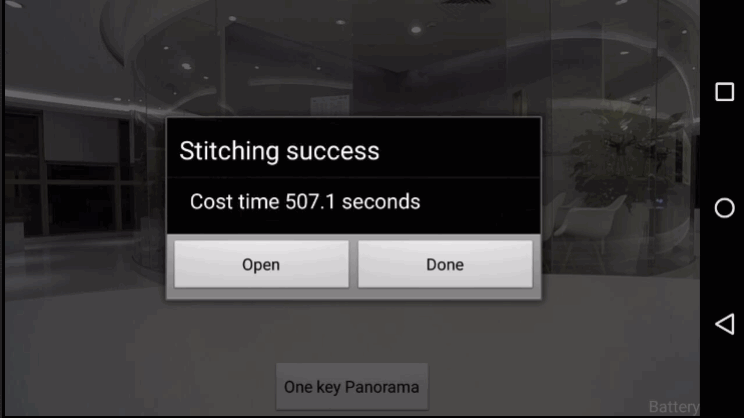 Stitching success
Cost time 507.1 seconds
Open
Done
One key Panorama
Battery